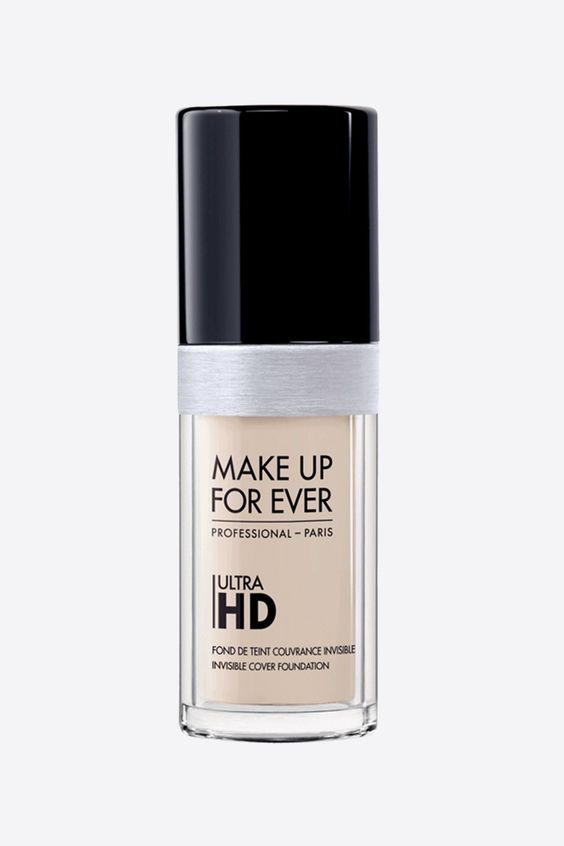 MAKE UP
FOR EVER
PROFESSIONAL – PARIS
ULTRA
HD
FOND DE TEINT COUVRANCE INVISIBLE
INVISIBLE COVER FOUNDATION